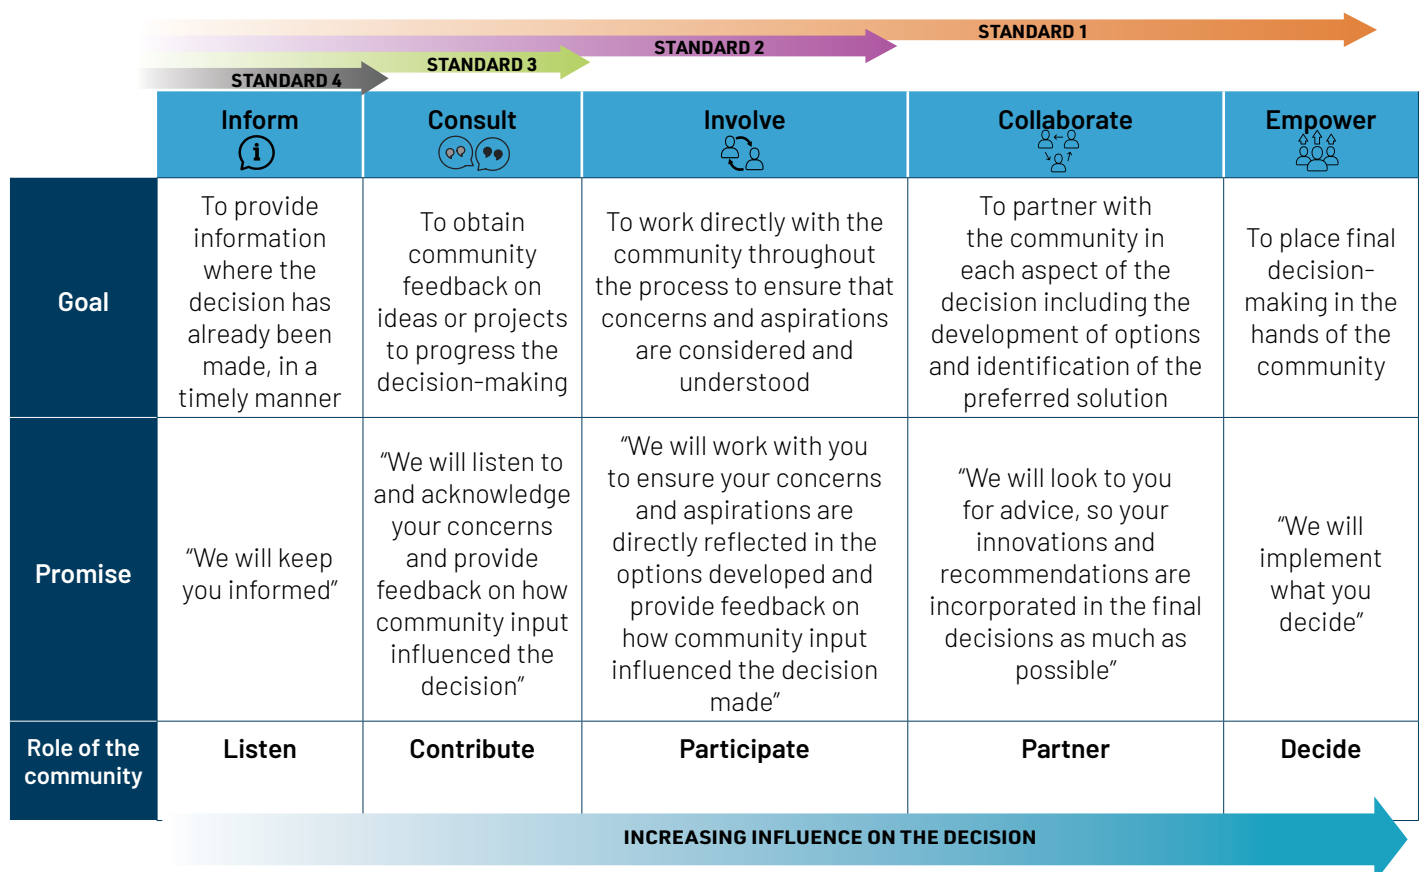 STANDARD 1
STANDARD 2
STANDARD 3
STANDARD 4
Inform
Consult
Involve
Collaborate
Empower
Goal
To provide
information
where the
decision has
already been
made, in a
timely manner
To obtain
community
feedback on
ideas or projects
to progress the
decision-making
To work directly with the
community throughout
the process to ensure that
concerns and aspirations
are considered and
understood
To partner with
the community in
each aspect of the
decision including the
development of options
and identification of the
preferred solution
To place final
decision-
making in the
hands of the
community
Promise
“We will keep
you informed”
“We will listen to
and acknowledge
your concerns
and provide
feedback on how
community input
influenced the
decision”
“We will work with you
to ensure your concerns
and aspirations are
directly reflected in the
options developed and
provide feedback on
how community input
influenced the decision
made”
“We will look to you
for advice, so your
innovations and
recommendations are
incorporated in the final
decisions as much as
possible”
“We will
implement
what you
decide”
Role of the
community
Listen
Contribute
Participate
Partner
Decide
INCREASING INFLUENCE ON THE DECISION